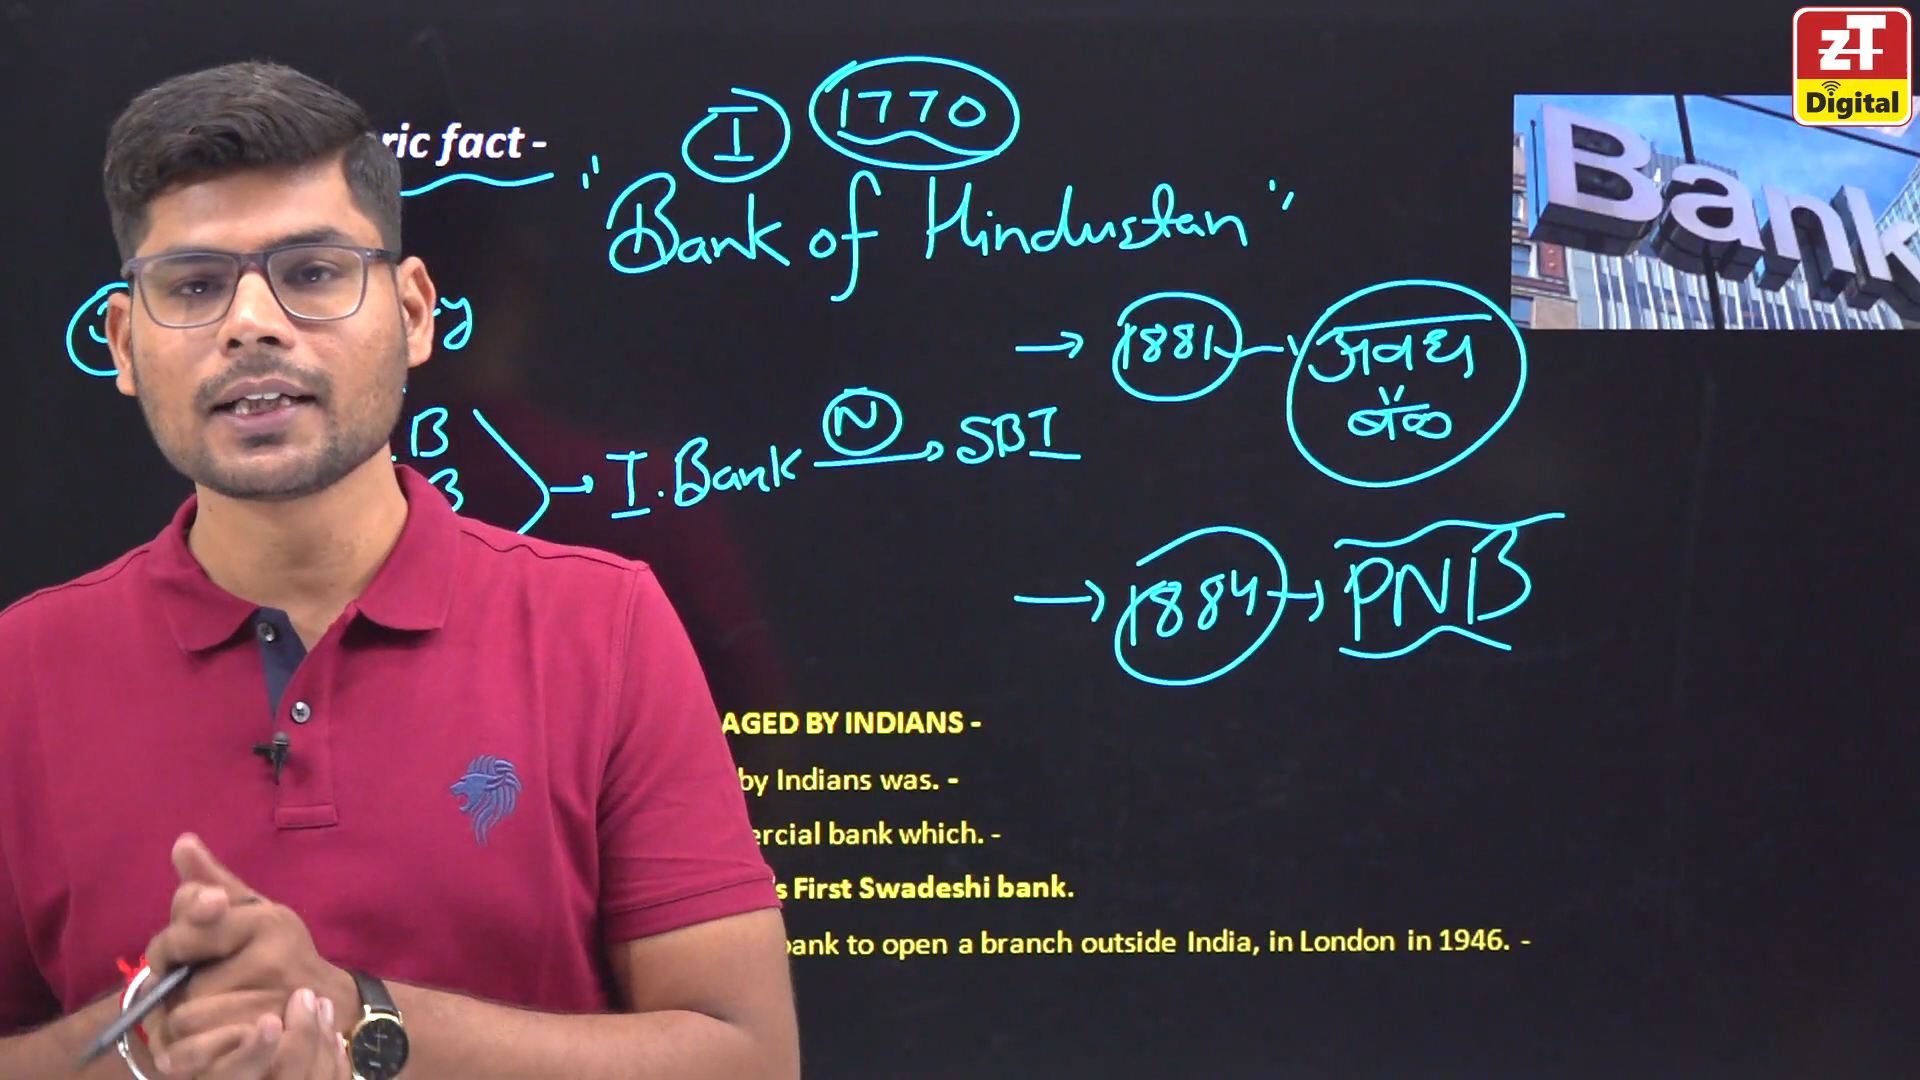 ZT
Digital
ric fact -
I 1770
"Bank of Hindustan"
Bank
y
→ 1881 → अवध
बैंक
.B
B
→ I. Bank N → SBI
→ 1884 → PNB
AGED BY INDIANS -
by Indians was. -
ercial bank which. -
s First Swadeshi bank.
bank to open a branch outside India, in London in 1946. -